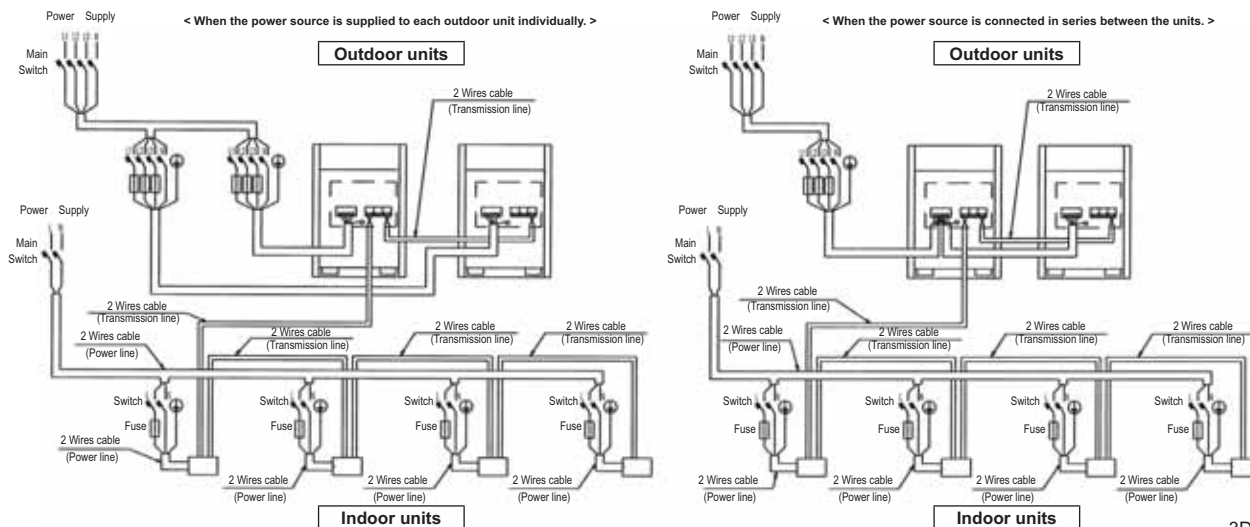 < When the power source is supplied to each outdoor unit individually. >
Power Supply
L1 L2 L3 N
Main
Switch
Outdoor units
2 Wires cable
(Transmission line)
Power Supply
Main
Switch
2 Wires cable
(Transmission line)
2 Wires cable
(Power line)
2 Wires cable
(Transmission line)
2 Wires cable
(Transmission line)
2 Wires cable
(Transmission line)
Switch
Fuse
Switch
Fuse
Switch
Fuse
Switch
Fuse
2 Wires cable
(Power line)
2 Wires cable
(Power line)
2 Wires cable
(Power line)
2 Wires cable
(Power line)
Indoor units
< When the power source is connected in series between the units. >
Power Supply
L1 L2 L3 N
Main
Switch
Outdoor units
2 Wires cable
(Transmission line)
Power Supply
Main
Switch
2 Wires cable
(Transmission line)
2 Wires cable
(Power line)
2 Wires cable
(Transmission line)
2 Wires cable
(Transmission line)
2 Wires cable
(Transmission line)
Switch
Fuse
Switch
Fuse
Switch
Fuse
Switch
Fuse
2 Wires cable
(Power line)
2 Wires cable
(Power line)
2 Wires cable
(Power line)
2 Wires cable
(Power line)
Indoor units